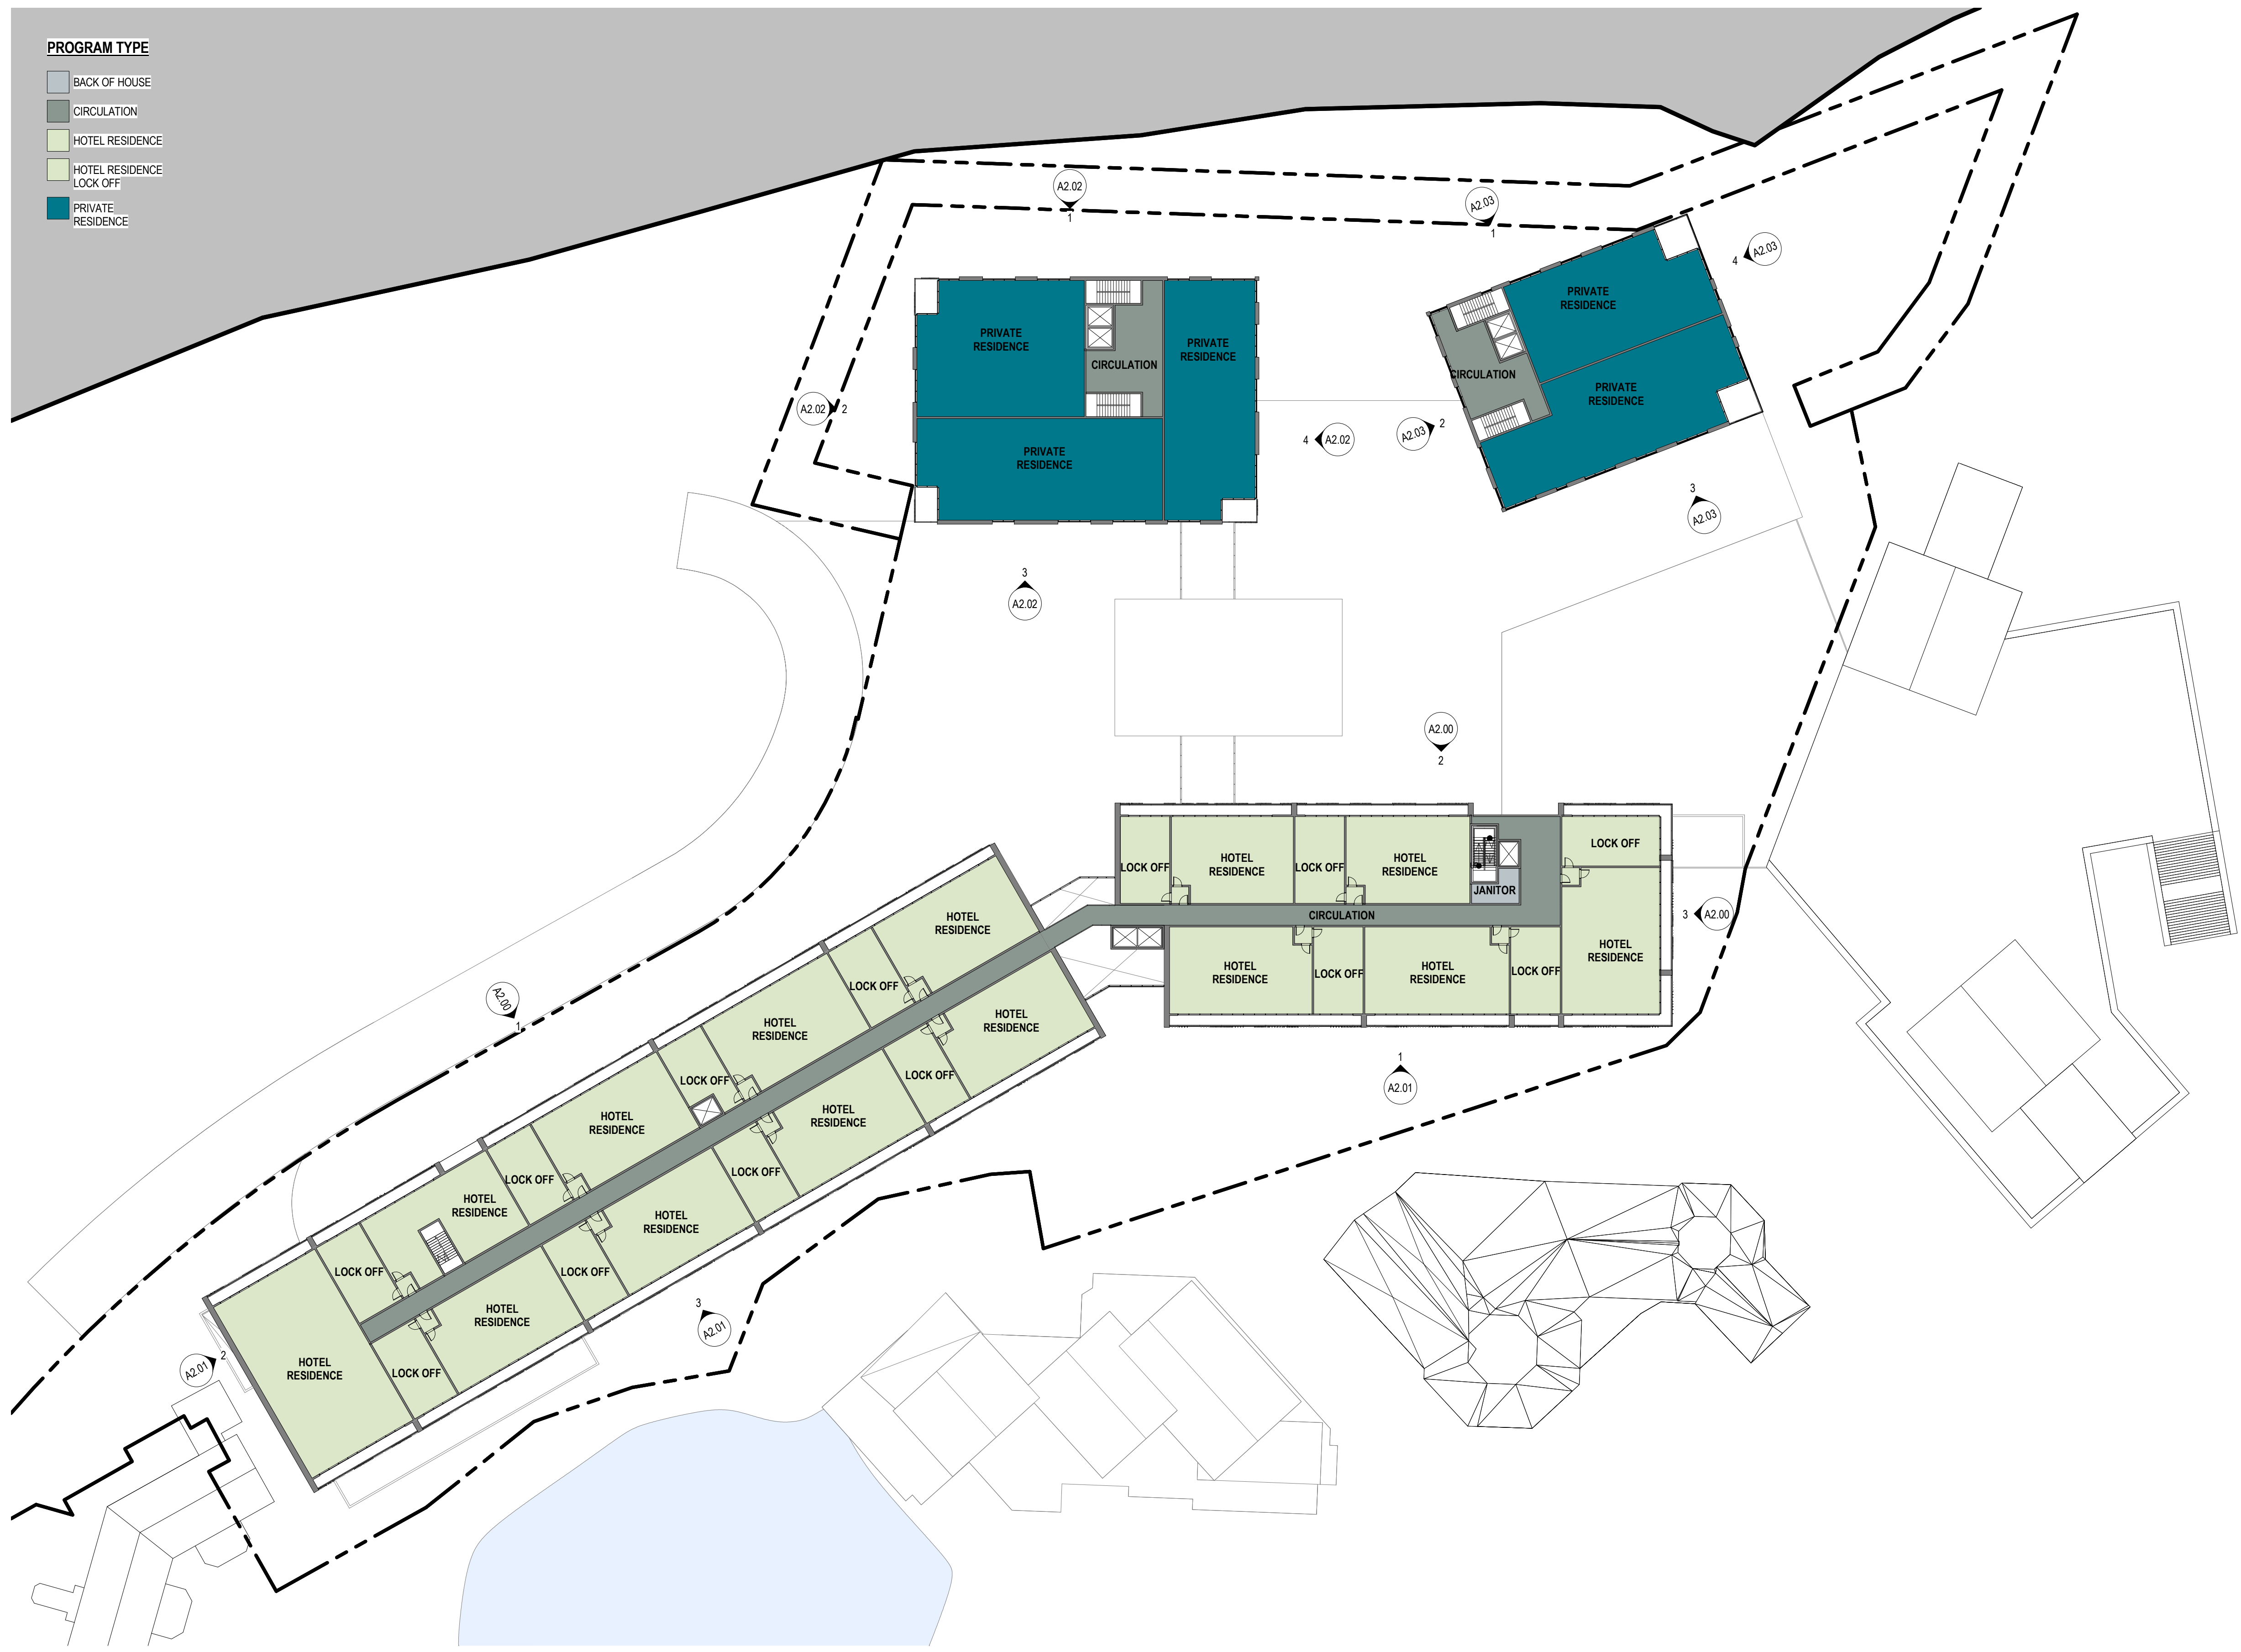 PROGRAM TYPE
BACK OF HOUSE
CIRCULATION
HOTEL RESIDENCE
HOTEL RESIDENCE
LOCK OFF
PRIVATE
RESIDENCE
A2.02
1
A2.03
1
4
A2.03
PRIVATE
RESIDENCE
PRIVATE
RESIDENCE
CIRCULATION
PRIVATE
RESIDENCE
PRIVATE
RESIDENCE
CIRCULATION
PRIVATE
RESIDENCE
A2.02
2
4
A2.02
A2.03
2
3
A2.03
3
A2.02
A2.00
2
LOCK OFF
HOTEL
RESIDENCE
LOCK OFF
HOTEL
RESIDENCE
LOCK OFF
JANITOR
CIRCULATION
HOTEL
RESIDENCE
LOCK OFF
HOTEL
RESIDENCE
LOCK OFF
HOTEL
RESIDENCE
3
A2.00
1
A2.01
A2.00
1
HOTEL
RESIDENCE
LOCK OFF
HOTEL
RESIDENCE
HOTEL
RESIDENCE
LOCK OFF
LOCK OFF
HOTEL
RESIDENCE
HOTEL
RESIDENCE
LOCK OFF
LOCK OFF
HOTEL
RESIDENCE
HOTEL
RESIDENCE
LOCK OFF
LOCK OFF
HOTEL
RESIDENCE
HOTEL
RESIDENCE
LOCK OFF
3
A2.01
A2.01
2